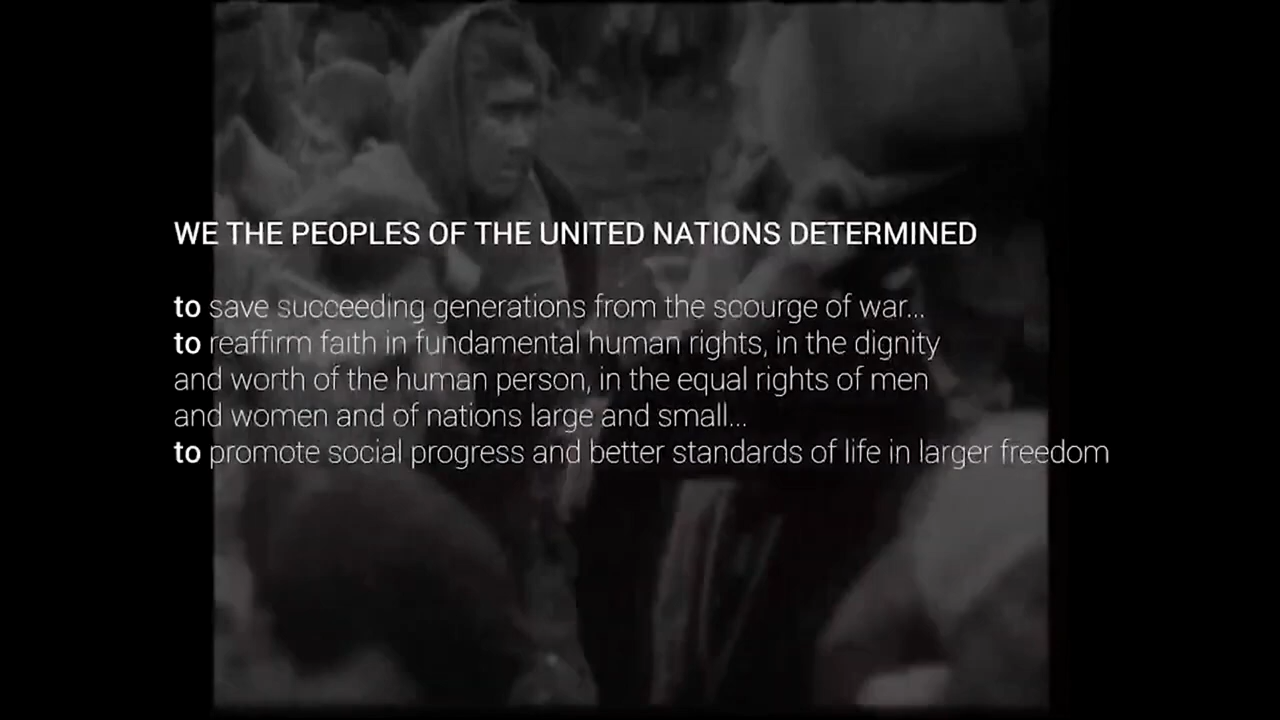 WE THE PEOPLES OF THE UNITED NATIONS DETERMINED
to save succeeding generations from the scourge of war...
to reaffirm faith in fundamental human rights, in the dignity
and worth of the human person, in the equal rights of men
and women and of nations large and small...
to promote social progress and better standards of life in larger freedom